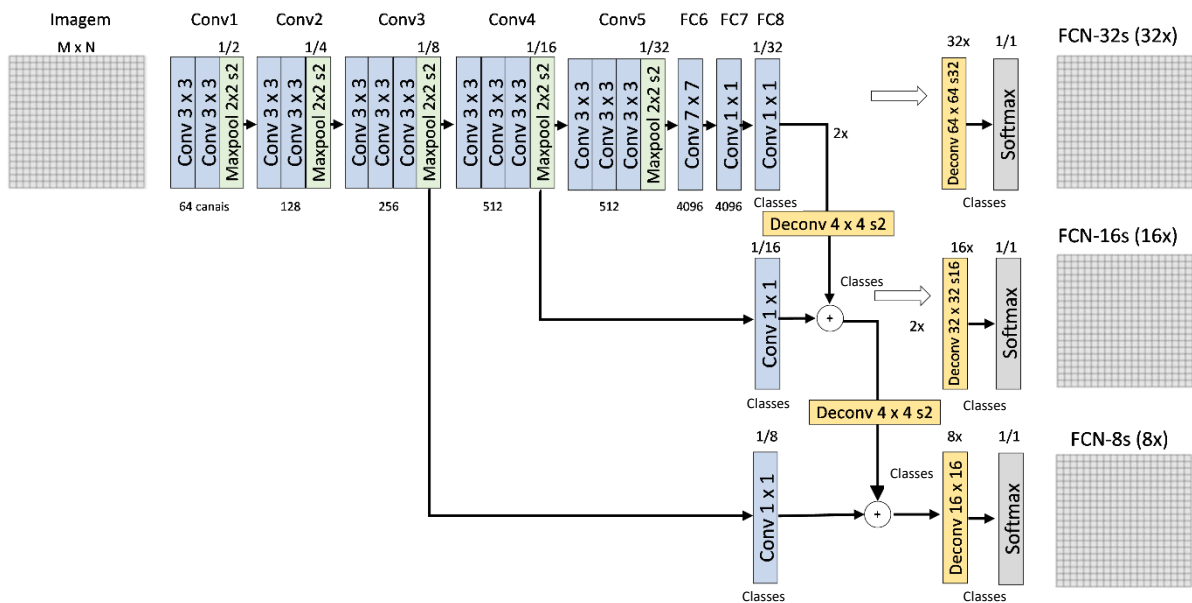 Imagem
M x N
Conv1
Conv2
Conv3
Conv4
Conv5
FC6
FC7
FC8
1/2
1/4
1/8
1/16
1/32
1/32
Conv 3 x 3
Conv 3 x 3
Maxpool 2x2 s2
Conv 3 x 3
Conv 3 x 3
Maxpool 2x2 s2
Conv 3 x 3
Conv 3 x 3
Conv 3 x 3
Maxpool 2x2 s2
Conv 3 x 3
Conv 3 x 3
Conv 3 x 3
Maxpool 2x2 s2
Conv 3 x 3
Conv 3 x 3
Conv 3 x 3
Maxpool 2x2 s2
Conv 7 x 7
Conv 1 x 1
Conv 1 x 1
64 canais
128
256
512
512
4096
4096
Classes
2x
32x
1/1
Deconv 64 x 64 s32
Softmax
Classes
FCN-32s (32x)
Deconv 4 x 4 s2
1/16
Conv 1 x 1
Classes
Classes
+
2x
16x
1/1
Deconv 32 x 32 s16
Softmax
Classes
FCN-16s (16x)
Deconv 4 x 4 s2
1/8
Conv 1 x 1
Classes
Classes
+
8x
1/1
Deconv 16 x 16
Softmax
Classes
FCN-8s (8x)